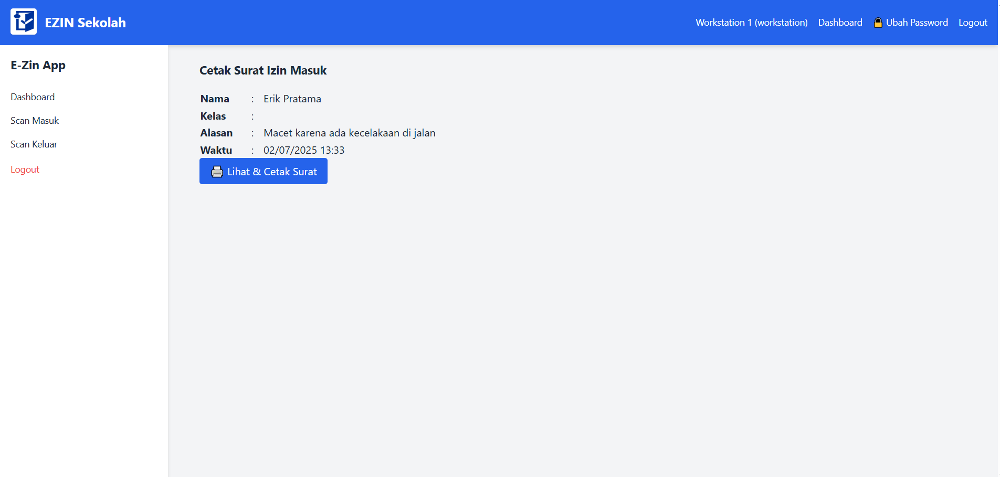 EZIN Sekolah
Workstation 1 (workstation) Dashboard Ubah Password Logout
E-Zin App
Dashboard
Scan Masuk
Scan Keluar
Logout
Cetak Surat Izin Masuk
Nama : Erik Pratama
Kelas :
Alasan : Macet karena ada kecelakaan di jalan
Waktu : 02/07/2025 13:33
Lihat & Cetak Surat